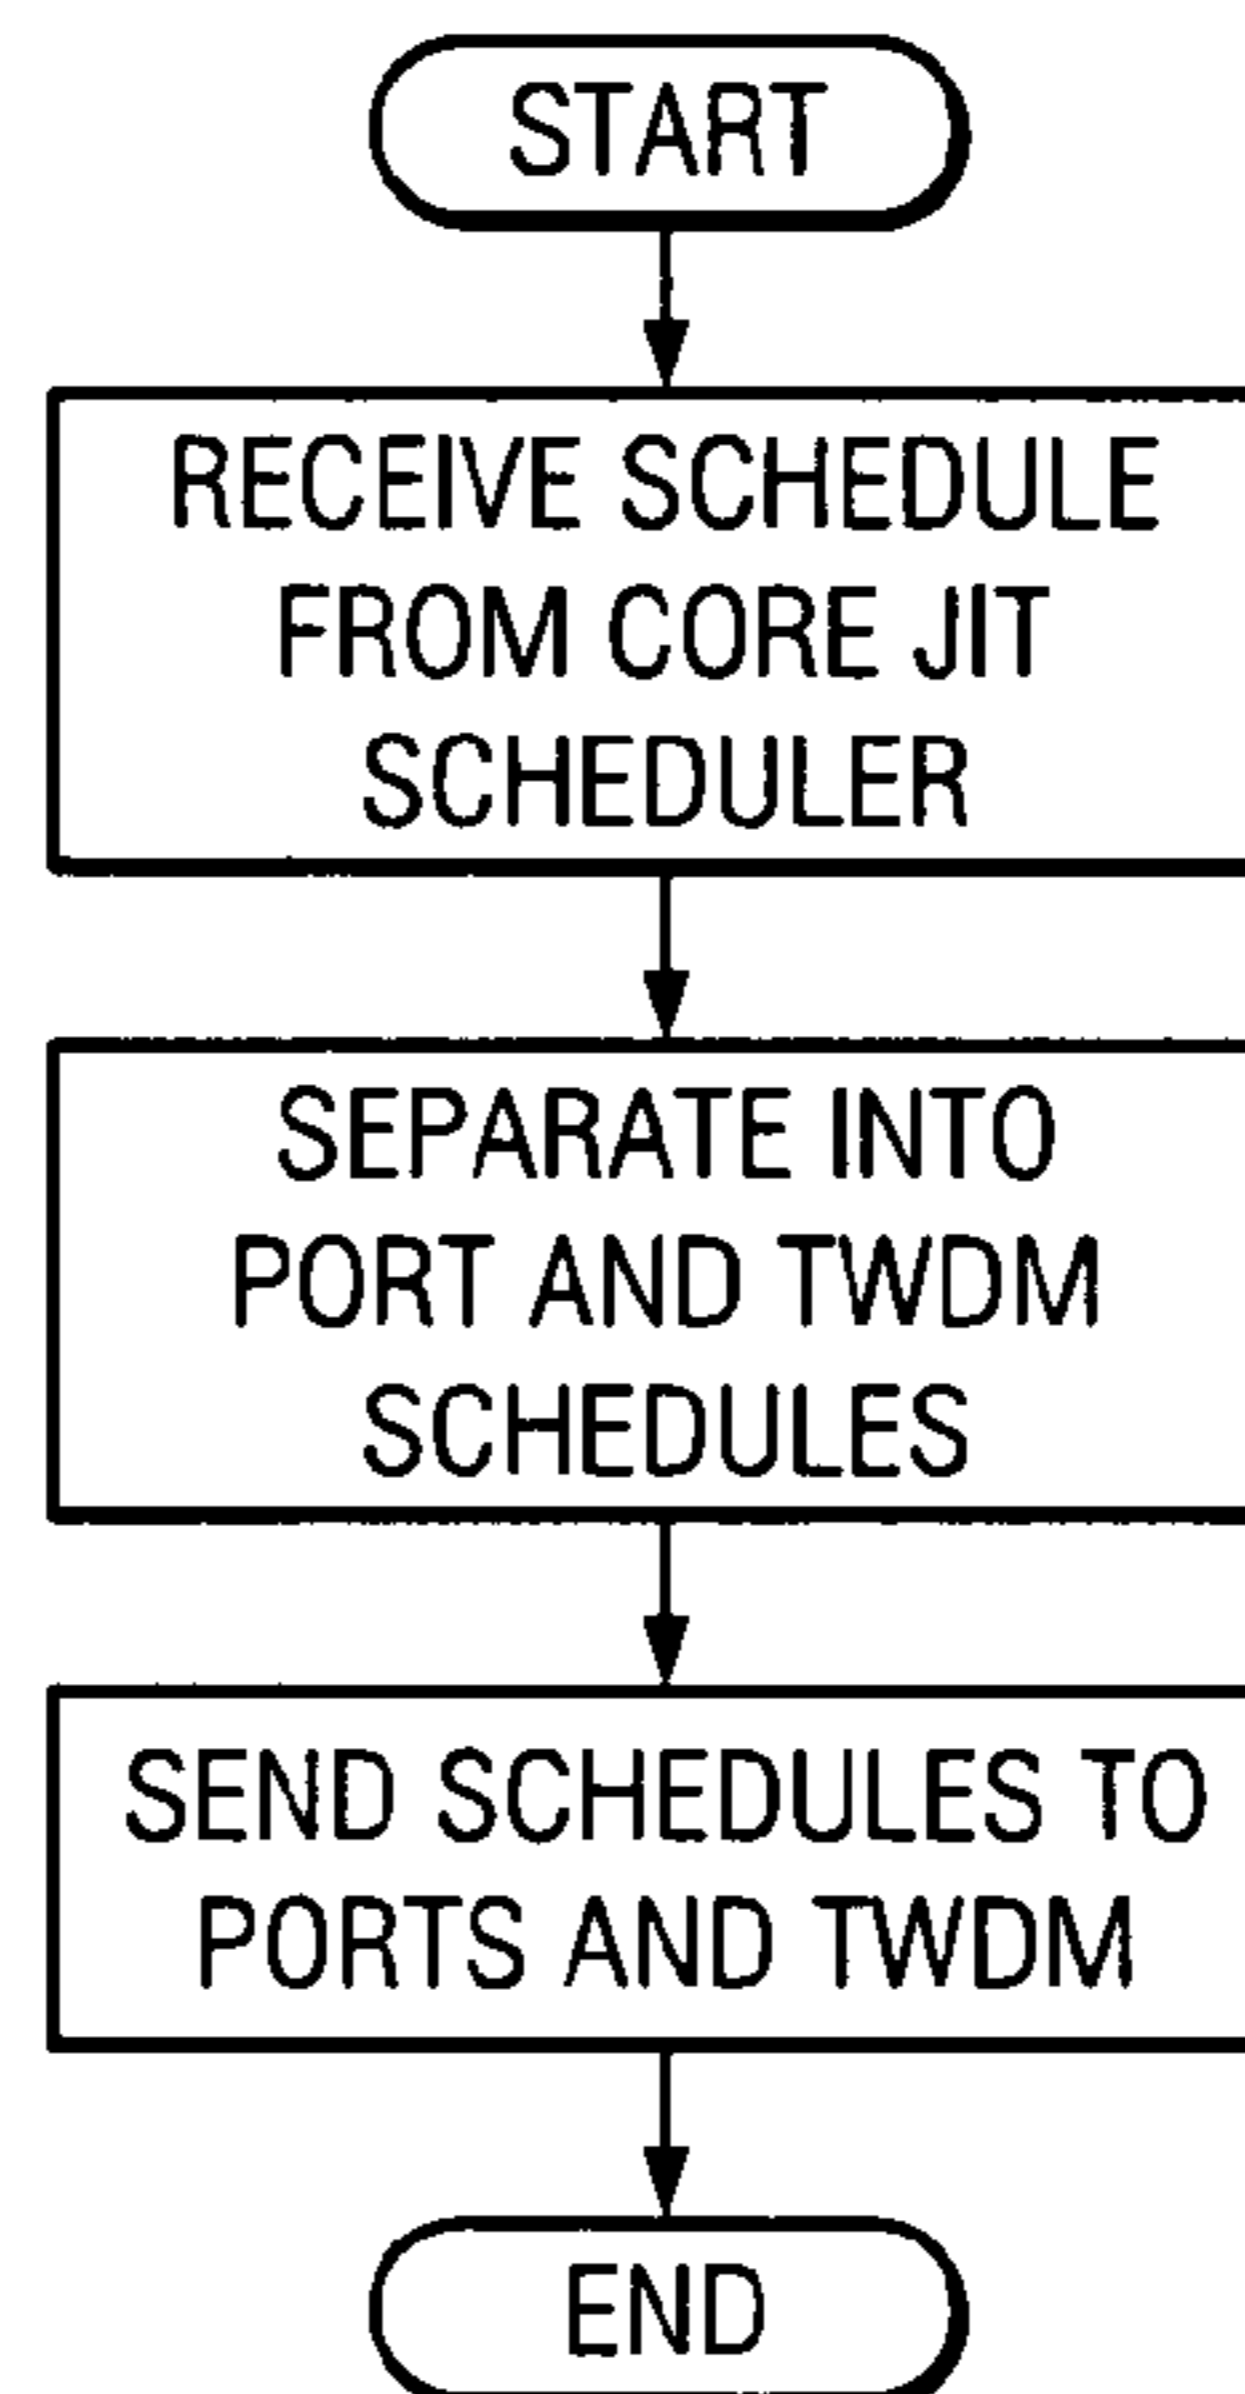 START
RECEIVE SCHEDULE
FROM CORE JIT
SCHEDULER
SEPARATE INTO
PORT AND TWDM
SCHEDULES
SEND SCHEDULES TO
PORTS AND TWDM
END